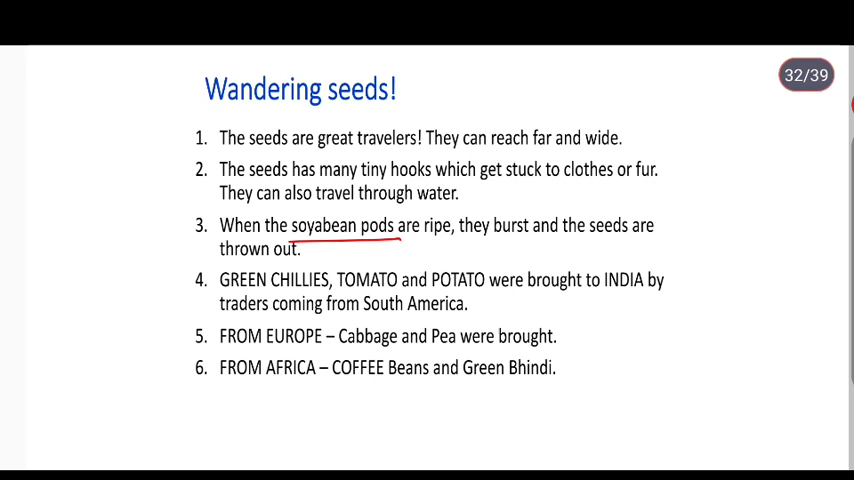 32/39
Wandering seeds!
1. The seeds are great travelers! They can reach far and wide.
2. The seeds has many tiny hooks which get stuck to clothes or fur.
They can also travel through water.
3. When the soyabean pods are ripe, they burst and the seeds are
thrown out.
4. GREEN CHILLIES, TOMATO and POTATO were brought to INDIA by
traders coming from South America.
5. FROM EUROPE – Cabbage and Pea were brought.
6. FROM AFRICA – COFFEE Beans and Green Bhindi.